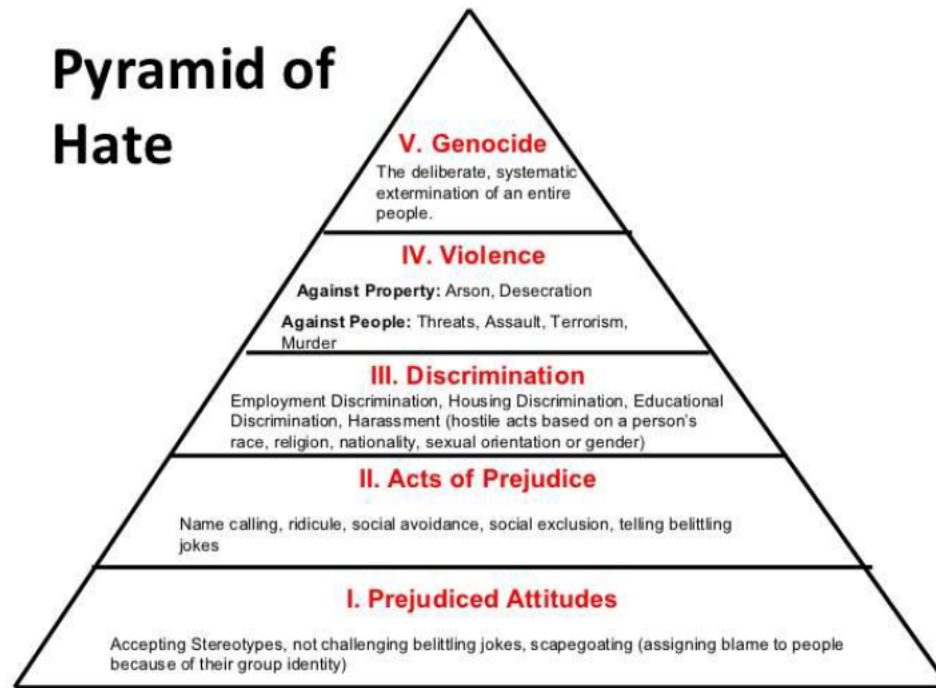 Pyramid of
Hate
V. Genocide
The deliberate, systematic
extermination of an entire
people.
IV. Violence
Against Property: Arson, Desecration
Against People: Threats, Assault, Terrorism,
Murder
III. Discrimination
Employment Discrimination, Housing Discrimination, Educational
Discrimination, Harassment (hostile acts based on a person's
race, religion, nationality, sexual orientation or gender)
II. Acts of Prejudice
Name calling, ridicule, social avoidance, social exclusion, telling belittling
jokes
I. Prejudiced Attitudes
Accepting Stereotypes, not challenging belittling jokes, scapegoating (assigning blame to people
because of their group identity)